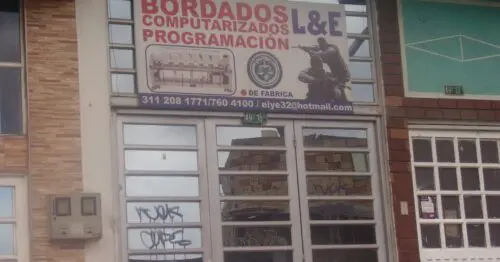 BORDADOS
COMPUTARIZADOS
PROGRAMACIÓN
L&E
DE FABRICA
311 208 1771/760 4100 / elye32@hotmail.com